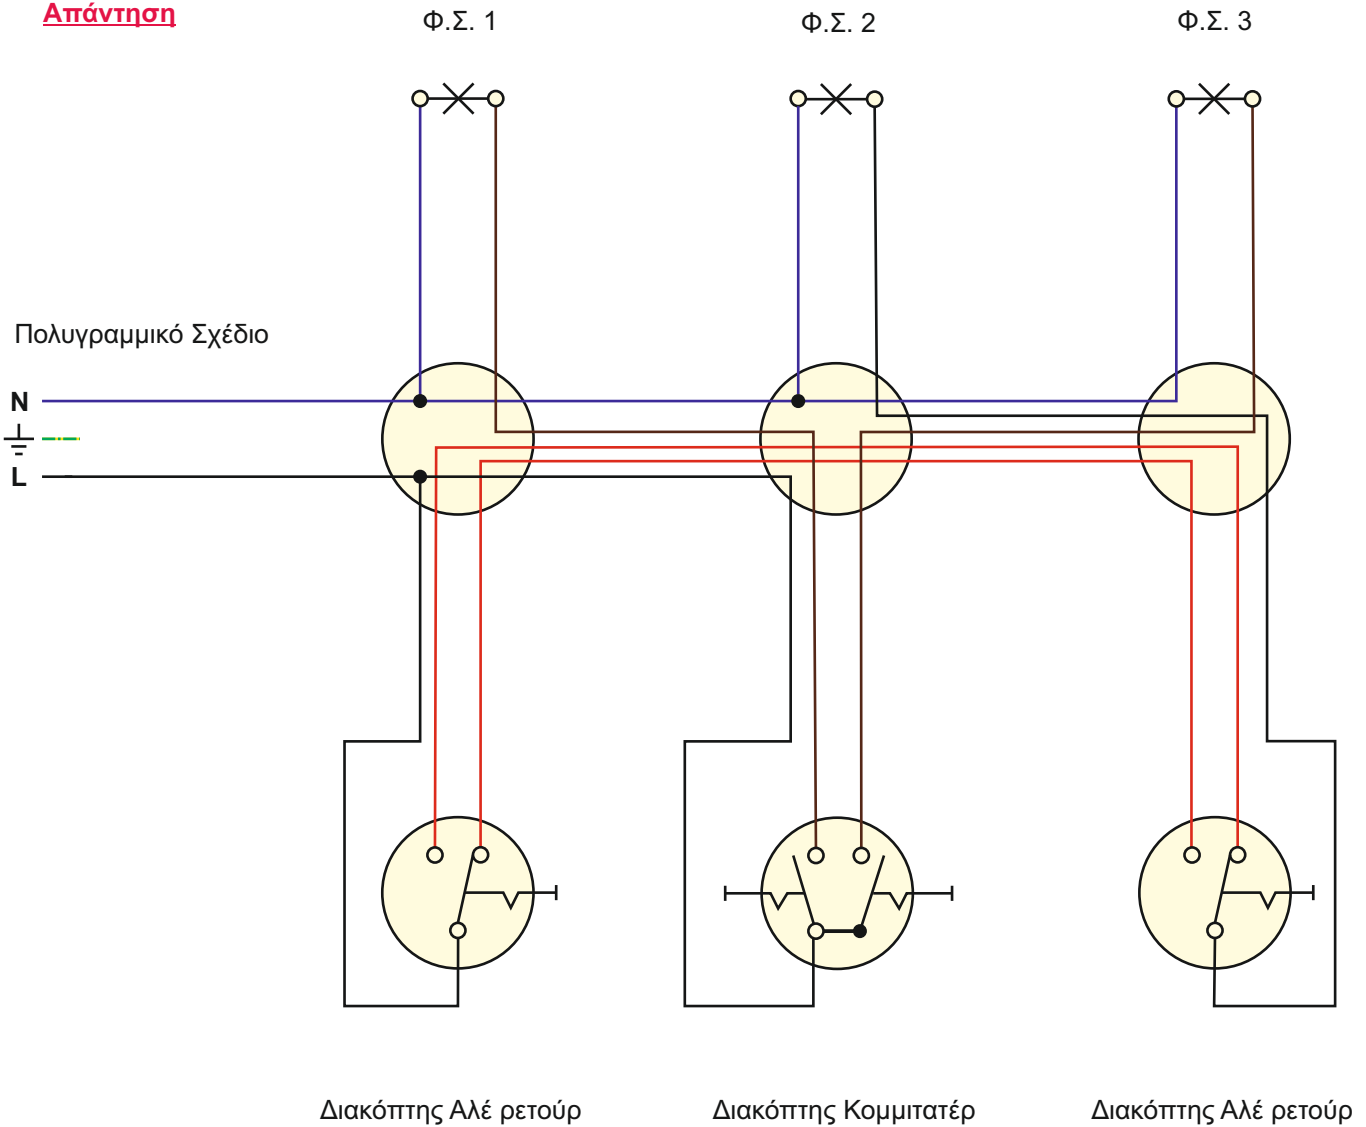 Απάντηση
Φ.Σ. 1
Φ.Σ. 2
Φ.Σ. 3
Πολυγραμμικό Σχέδιο
N
L
Διακόπτης Αλέ ρετούρ
Διακόπτης Κομμιτατέρ
Διακόπτης Αλέ ρετούρ